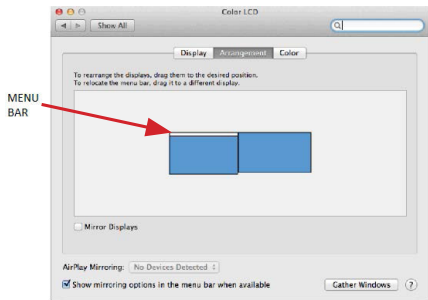 Color LCD
Show All
Display Arrangement Color
To rearrange the displays, drag them to the desired position.
To relocate the menu bar, drag it to a different display.
MENU
BAR
Mirror Displays
AirPlay Mirroring: No Devices Detected
Show mirroring options in the menu bar when available
Gather Windows ?